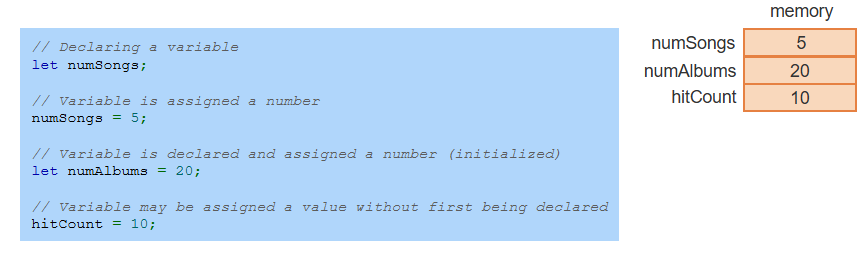 // Declaring a variable
let numSongs;
// Variable is assigned a number
numSongs = 5;
// Variable is declared and assigned a number (initialized)
let numAlbums = 20;
// Variable may be assigned a value without first being declared
hitCount = 10;
memory
numSongs 5
numAlbums 20
hitCount 10